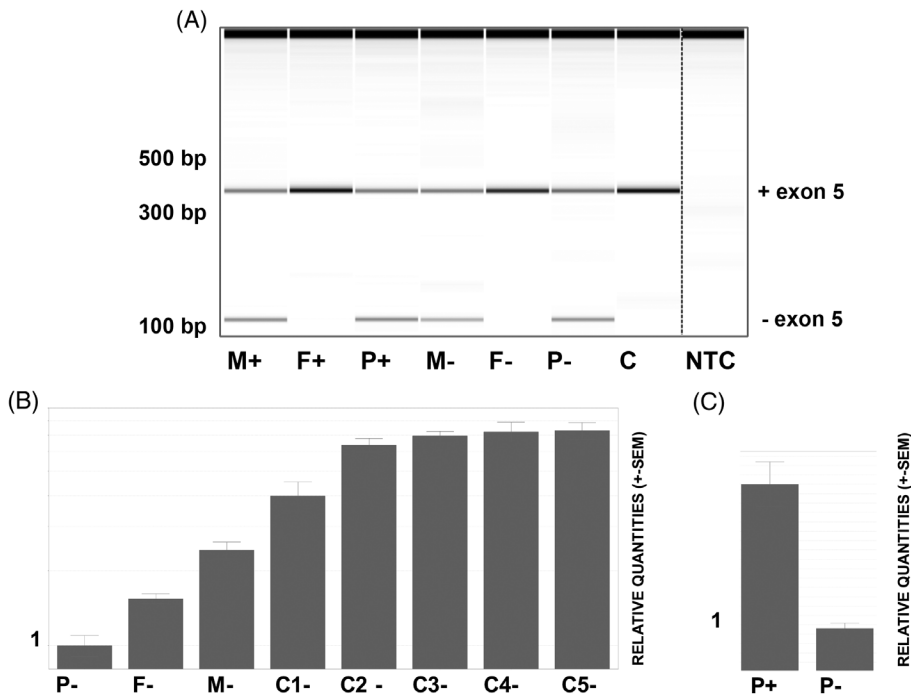 (A)
500 bp
300 bp
100 bp
+ exon 5
- exon 5
M+ F+ P+ M- F- P- C NTC
(B)
1
P- F- M- C1- C2 - C3- C4- C5-
RELATIVE QUANTITIES (+-SEM)
(C)
1
P+ P-
RELATIVE QUANTITIES (+-SEM)